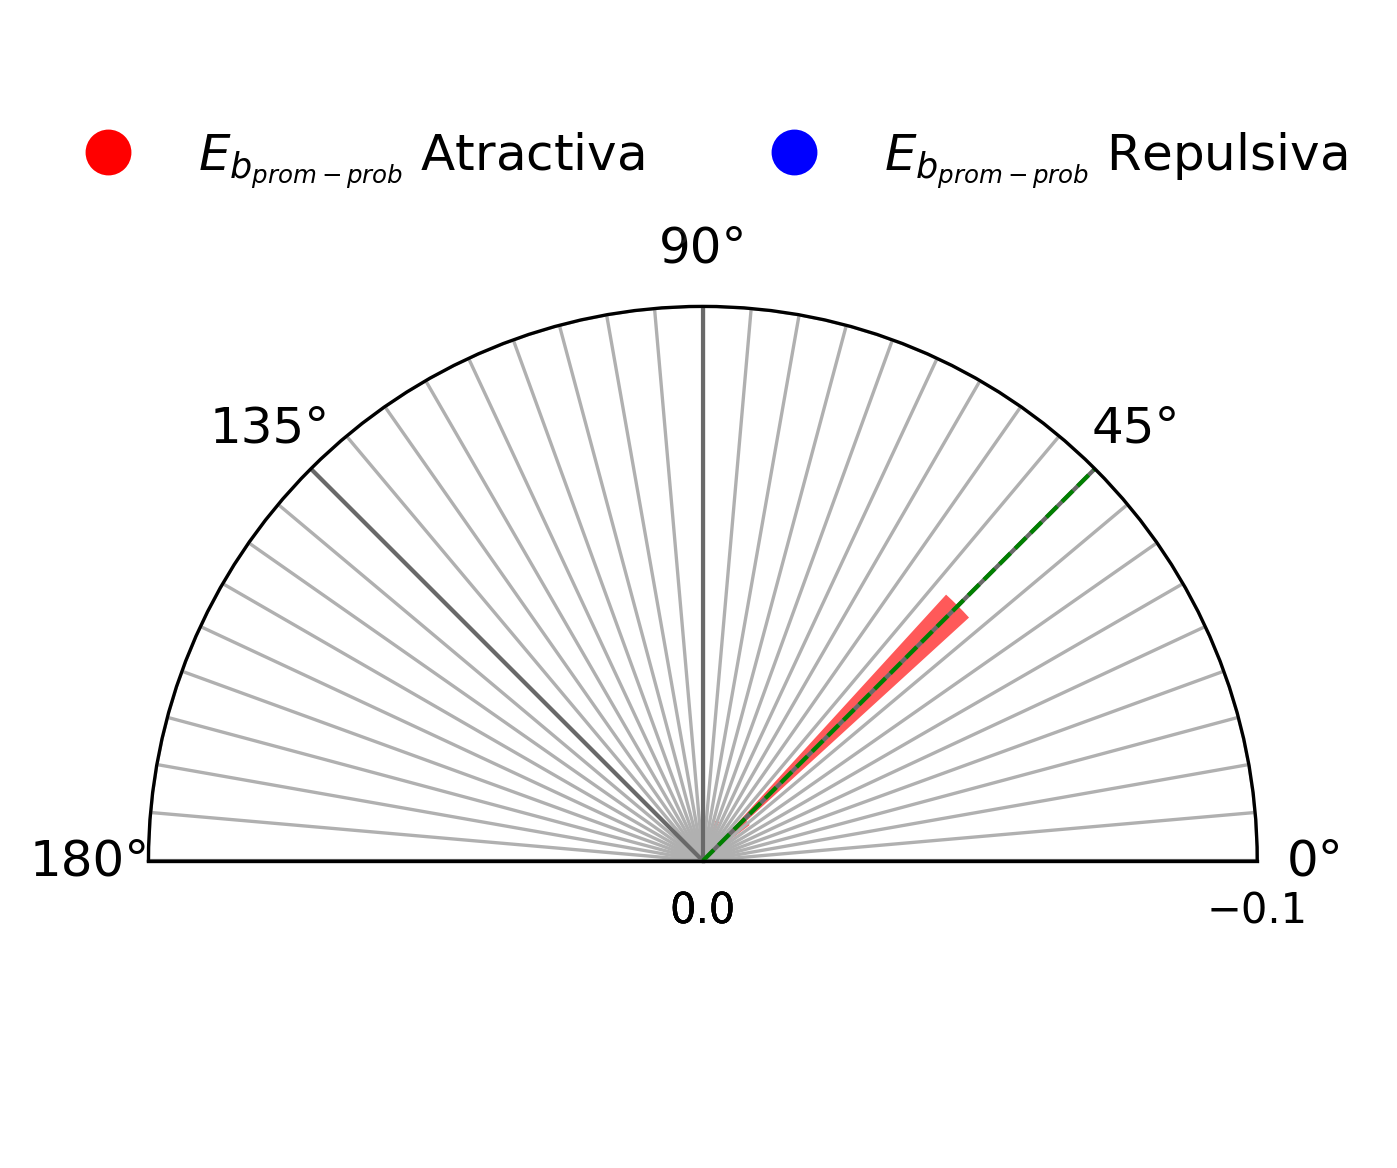 E_{b_{prom-prob}} Atractiva E_{b_{prom-prob}} Repulsiva
90°
135° 45°
180° 0°
0.0 −0.1